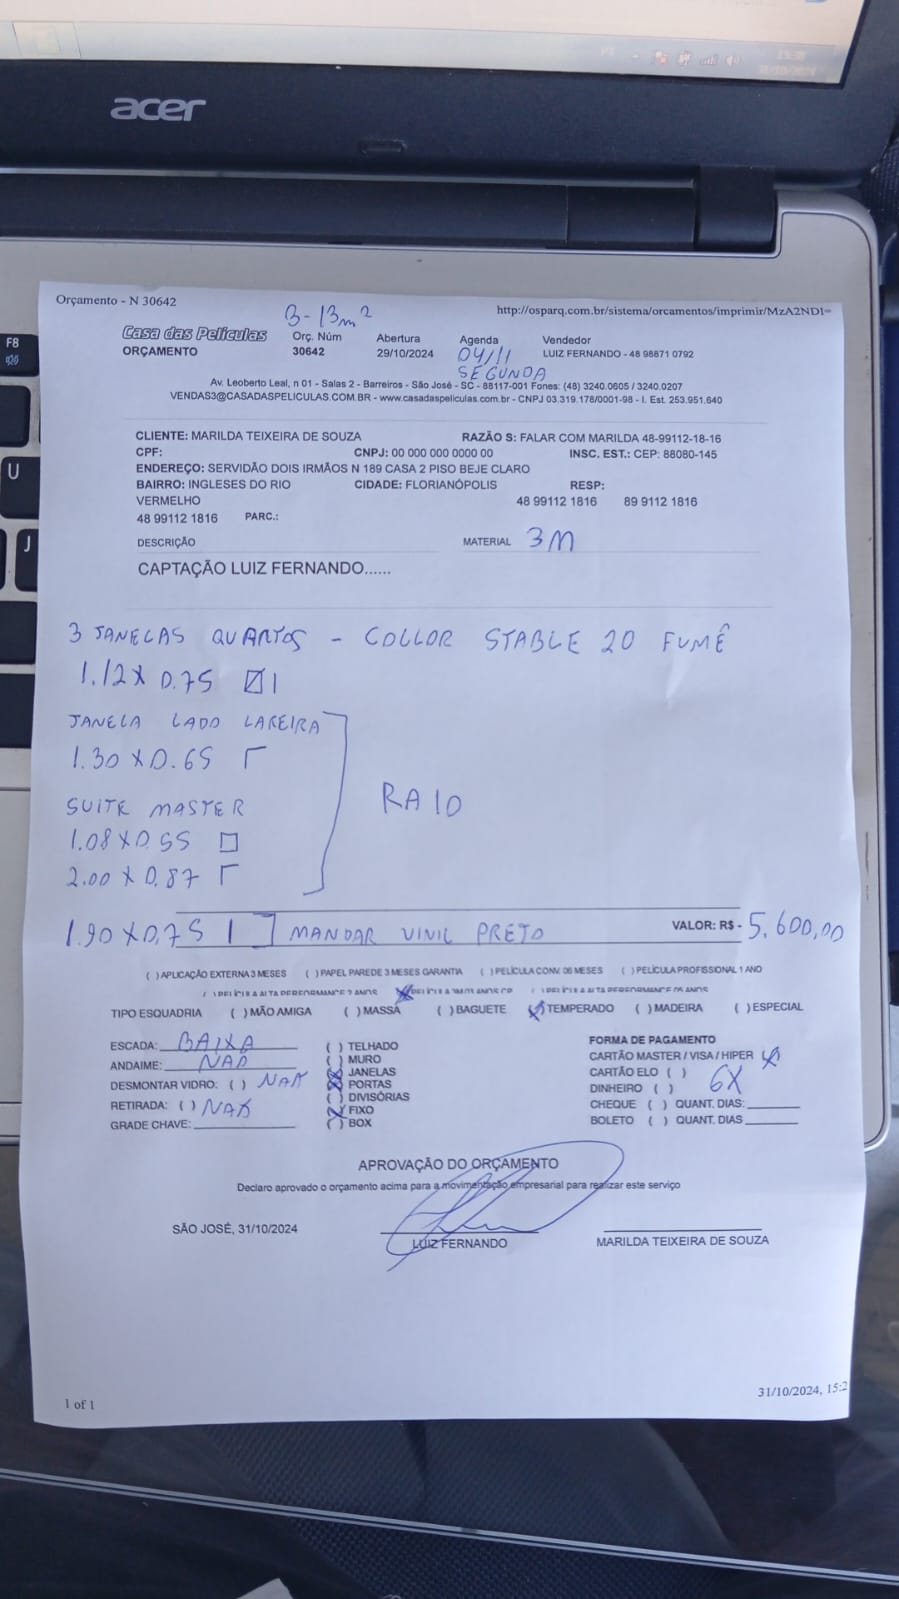 acer
F8
U
J
Orçamento - N 30642
http://osparq.com.br/sistema/orcamentos/imprimir/MzA2NDI=
3-13m²
Casa das Películas
ORÇAMENTO
Orç. Núm
30642
Abertura
29/10/2024
Agenda
04/11
SEGUNDA
Vendedor
LUIZ FERNANDO - 48 98871 0792
Av. Leoberto Leal, n 01 - Salas 2 - Barreiros - São José - SC - 88117-001 Fones: (48) 3240.0605 / 3240.0207
VENDAS3@CASADASPELICULAS.COM.BR - www.casadaspeliculas.com.br - CNPJ 03.319.178/0001-98 - I. Est. 253.951.640
CLIENTE: MARILDA TEIXEIRA DE SOUZA RAZÃO S: FALAR COM MARILDA 48-99112-18-16
CPF: CNPJ: 00 000 000 0000 00 INSC. EST.: CEP: 88080-145
ENDEREÇO: SERVIDÃO DOIS IRMÃOS N 189 CASA 2 PISO BEJE CLARO
BAIRRO: INGLESES DO RIO CIDADE: FLORIANÓPOLIS RESP:
VERMELHO 48 99112 1816 89 9112 1816
48 99112 1816 PARC.:
DESCRIÇÃO MATERIAL 3M
CAPTAÇÃO LUIZ FERNANDO......
3 JANELAS QUARTOS - COLLOR STABLE 20 FUMÊ
1.12X0.75
JANELA LADO LAREIRA
1.30X0.65
RAIO
SUITE MASTER
1.08X0.55
2.00X0.87
1.90X0.75 MANDAR VINIL PRETO VALOR: R$ - 5.600,00
( ) APLICAÇÃO EXTERNA 3 MESES ( ) PAPEL PAREDE 3 MESES GARANTIA ( ) PELÍCULA CONV. 06 MESES ( ) PELÍCULA PROFISSIONAL 1 ANO
TIPO ESQUADRIA ( ) MÃO AMIGA ( ) MASSA ( ) BAGUETE (X) TEMPERADO ( ) MADEIRA ( ) ESPECIAL
ESCADA: BAIXA
ANDAIME: NAO
DESMONTAR VIDRO: ( ) NAO
RETIRADA: ( ) NAO
GRADE CHAVE:
( ) TELHADO
( ) MURO
(X) JANELAS
(X) PORTAS
( ) DIVISÓRIAS
(X) FIXO
( ) BOX
FORMA DE PAGAMENTO
CARTÃO MASTER / VISA / HIPER (X)
CARTÃO ELO ( ) 6X
DINHEIRO ( )
CHEQUE ( ) QUANT. DIAS:
BOLETO ( ) QUANT. DIAS
APROVAÇÃO DO ORÇAMENTO
Declaro aprovado o orçamento acima para a movimentação empresarial para realizar este serviço
SÃO JOSÉ, 31/10/2024
LUIZ FERNANDO
MARILDA TEIXEIRA DE SOUZA
1 of 1
31/10/2024, 15:2